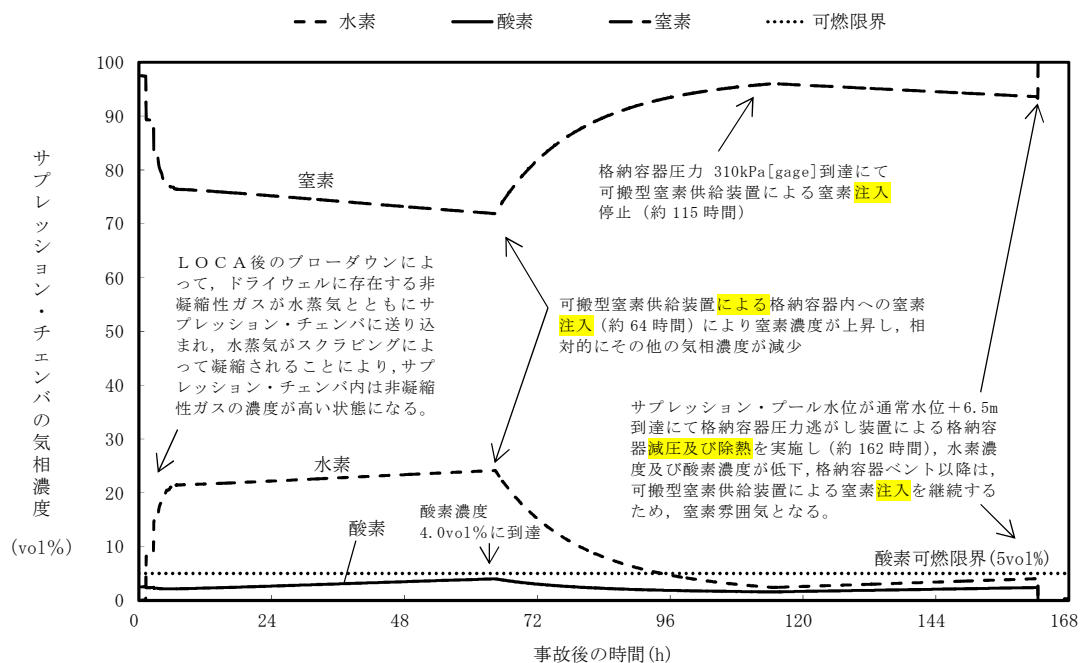 水素
酸素
窒素
可燃限界
100
90
80
70
60
50
40
30
20
10
0
サプレッション・チェンバの気相濃度
(vol%)
窒素
格納容器圧力 310kPa[gage]到達にて
可搬型窒素供給装置による窒素注入
停止（約 115 時間）
ＬＯＣＡ後のブローダウンによ
って，ドライウェルに存在する非
凝縮性ガスが水蒸気とともにサ
プレッション・チェンバに送り込
まれ，水蒸気がスクラビングによ
って凝縮されることにより,サプ
レッション・チェンバ内は非凝縮
性ガスの濃度が高い状態になる。
可搬型窒素供給装置による格納容器内への窒素
注入（約 64 時間）により窒素濃度が上昇し，相
対的にその他の気相濃度が減少
サプレッション・プール水位が通常水位＋6.5m
到達にて格納容器圧力逃がし装置による格納容
器減圧及び除熱を実施し（約 162 時間），水素濃
度及び酸素濃度が低下,格納容器ベント以降は，
可搬型窒素供給装置による窒素注入を継続する
ため，窒素雰囲気となる。
水素
酸素濃度
4.0vol％に到達
酸素
酸素可燃限界(5vol%)
0
24
48
72
96
120
144
168
事故後の時間(h)